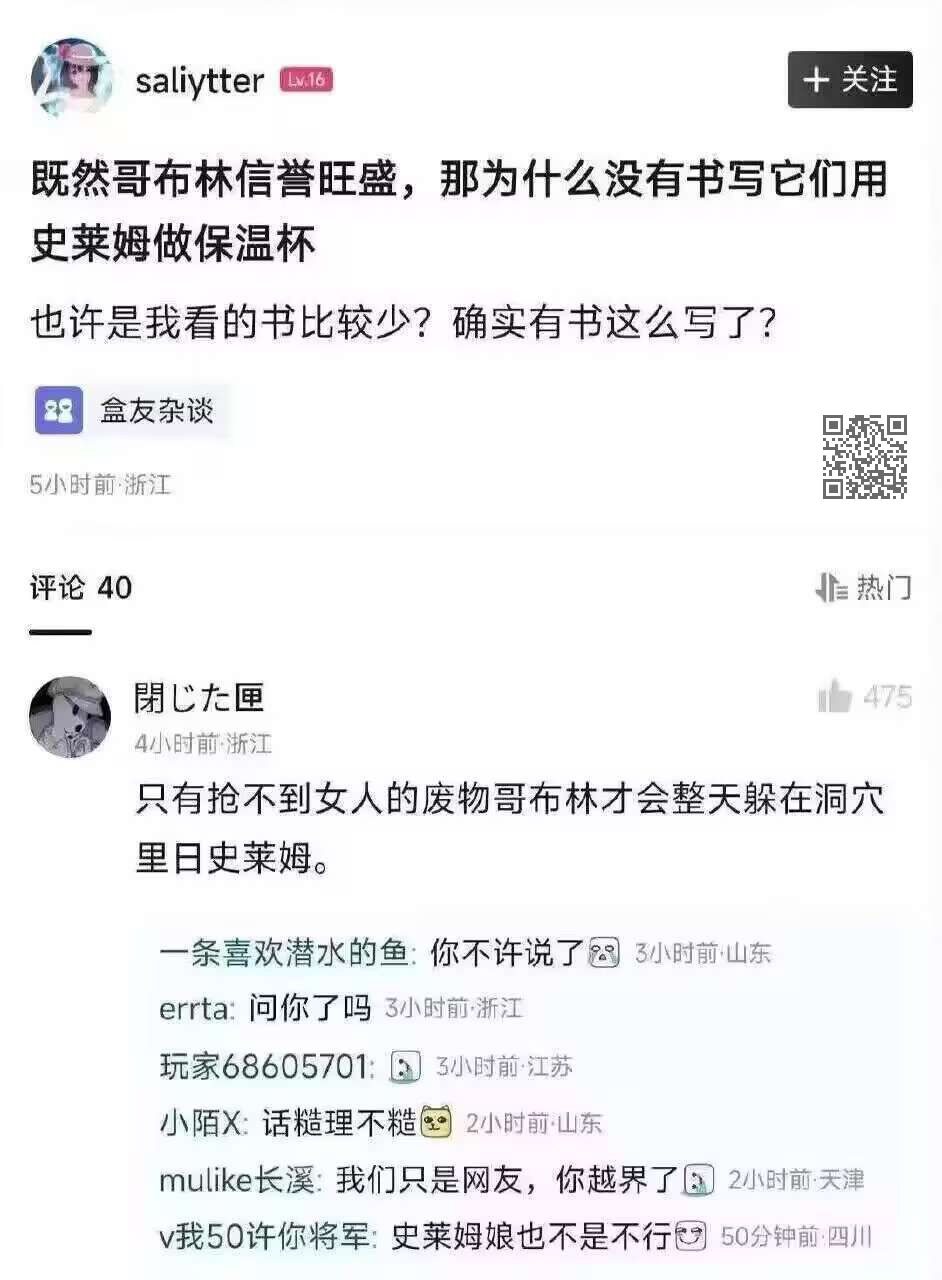 saliytter Lv.16 + 关注
既然哥布林信誉旺盛，那为什么没有书写它们用
史莱姆做保温杯
也许是我看的书比较少？确实有书这么写了？
盒友杂谈
5小时前·浙江
评论 40 热门
閉じた匣 475
4小时前·浙江
只有抢不到女人的废物哥布林才会整天躲在洞穴
里日史莱姆。
一条喜欢潜水的鱼: 你不许说了 3小时前·山东
errta: 问你了吗 3小时前·浙江
玩家68605701: 3小时前·江苏
小陌X: 话糙理不糙 2小时前·山东
mulike长溪: 我们只是网友，你越界了 2小时前·天津
v我50许你将军: 史莱姆娘也不是不行 50分钟前·四川